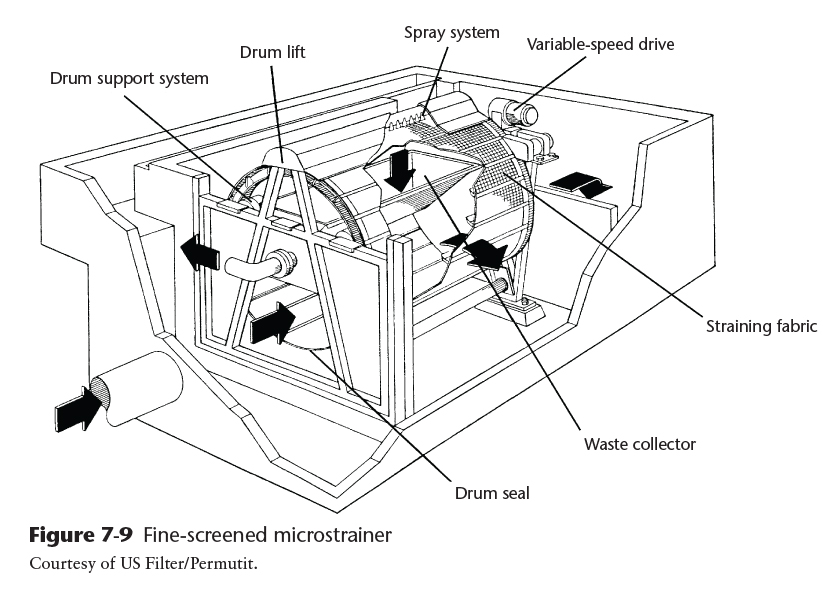 Spray system
Drum lift
Variable-speed drive
Drum support system
Straining fabric
Waste collector
Drum seal
Figure 7-9 Fine-screened microstrainer
Courtesy of US Filter/Permutit.